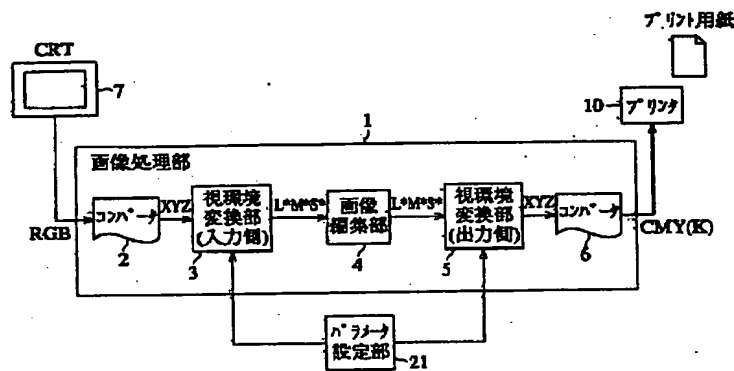 プリント用紙
CRT
7
10
プリンタ
1
画像処理部
コンバータ
XYZ
視環境
変換部
(入力側)
L*M*S*
画像
編集部
L*M*S*
視環境
変換部
(出力側)
XYZ
コンバータ
RGB
2
3
4
5
6
CMY(K)
パラメータ
設定部
21